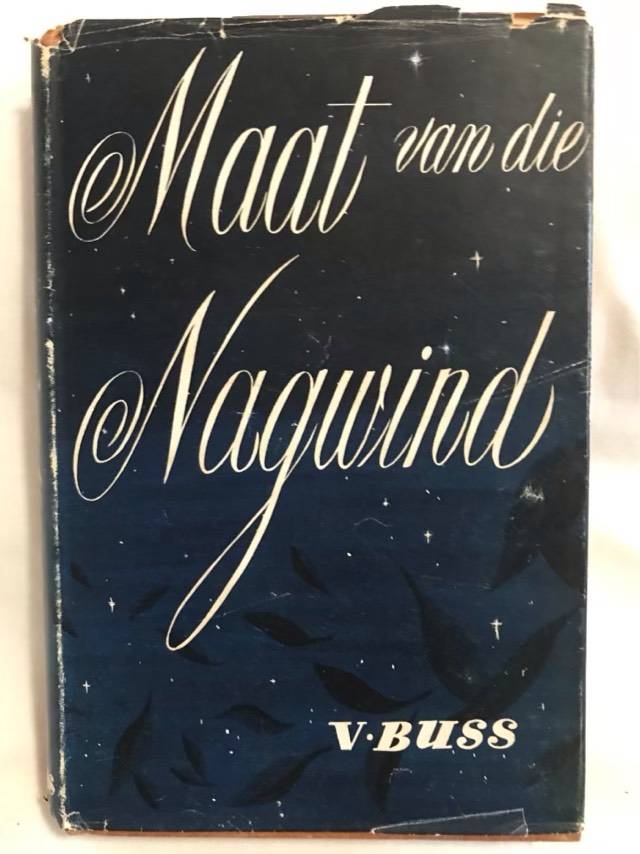 Maat van die
Nagwind
V. BUSS